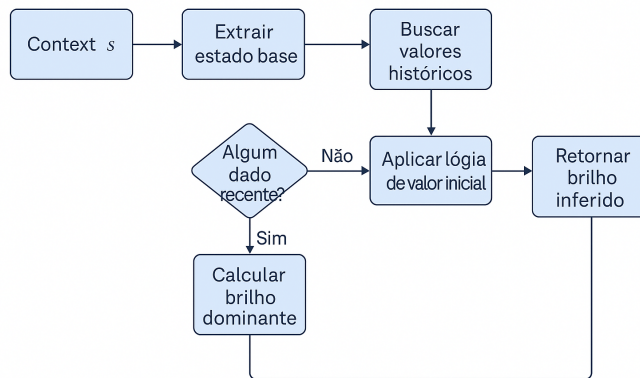 Context s
Extrair
estado base
Buscar
valores
históricos
Algum
dado
recente?
Não
Aplicar lógia
de valor inicial
Retornar
brilho
inferido
Sim
Calcular
brilho
dominante